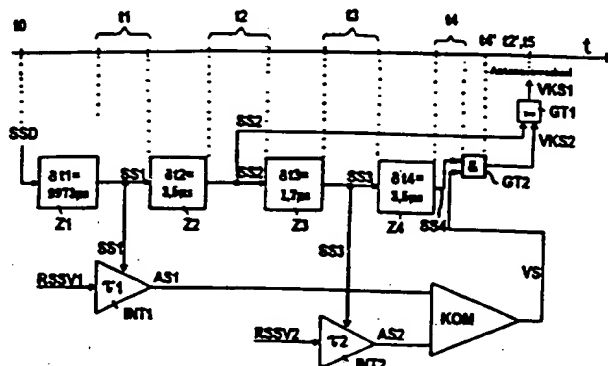 t0
t1
t2
t3
t4
t4', t2', t5
t
VKS1
GT1
VKS2
GT2
SSD
SS1
SS2
SS2
SS3
SS4
δt1=
9973µs
δt2=
3,5µs
δt3=
1,7µs
δt4=
3,5µs
&
Z1
Z2
Z3
Z4
SS1
SS3
VS
RSSV1
τ1
AS1
INT1
KOM
RSSV2
τ2
AS2
INT2